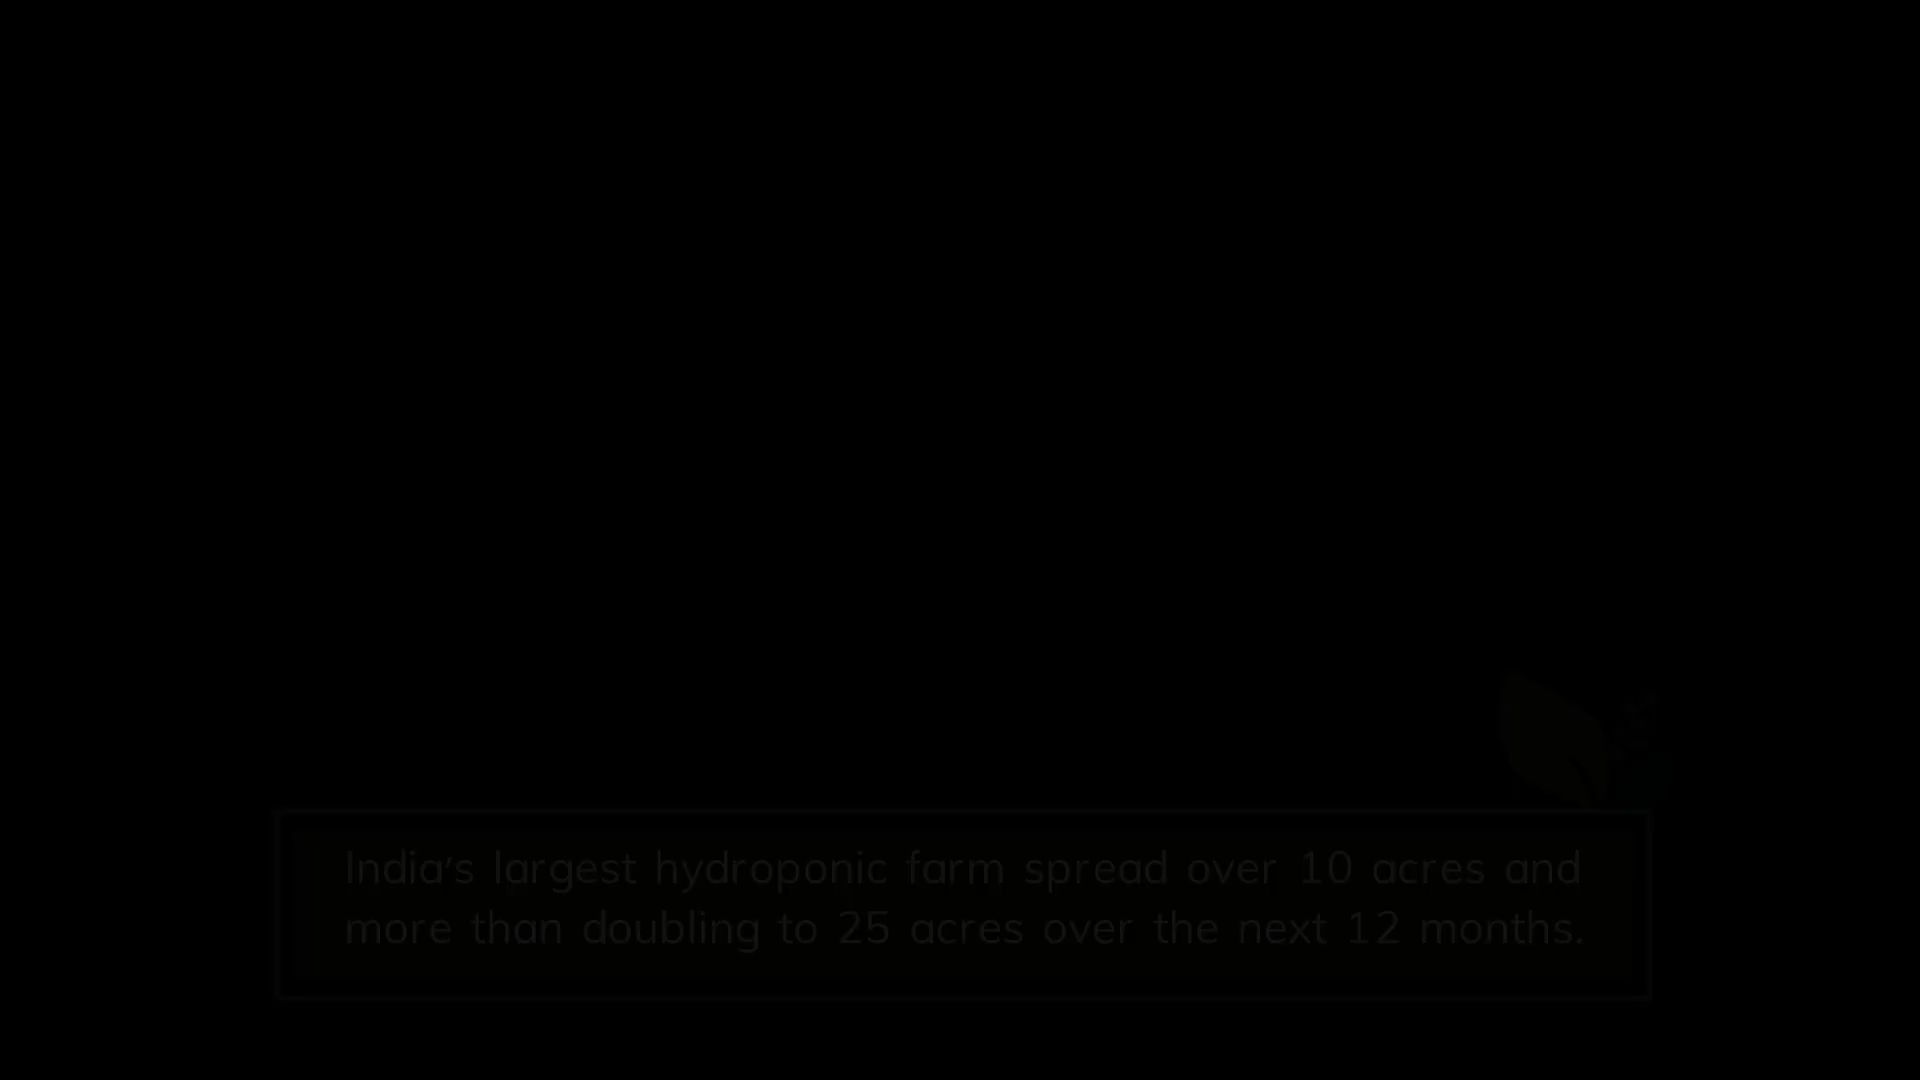 India's largest hydroponic farm spread over 10 acres and
more than doubling to 25 acres over the next 12 months.